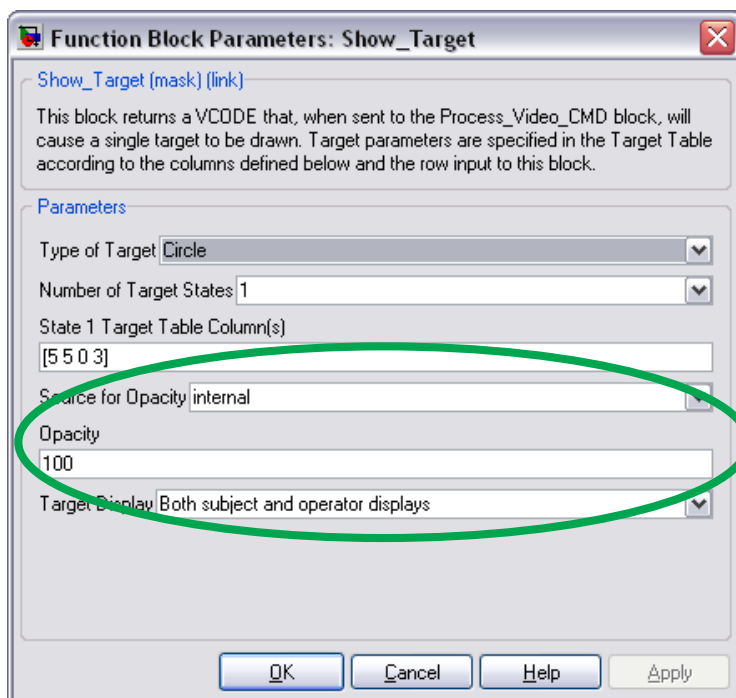 Function Block Parameters: Show_Target
Show_Target (mask) (link)
This block returns a VCODE that, when sent to the Process_Video_CMD block, will
cause a single target to be drawn. Target parameters are specified in the Target Table
according to the columns defined below and the row input to this block.
Parameters
Type of Target Circle
Number of Target States 1
State 1 Target Table Column(s)
[5 5 0 3]
Source for Opacity internal
Opacity
100
Target Display Both subject and operator displays
OK Cancel Help Apply